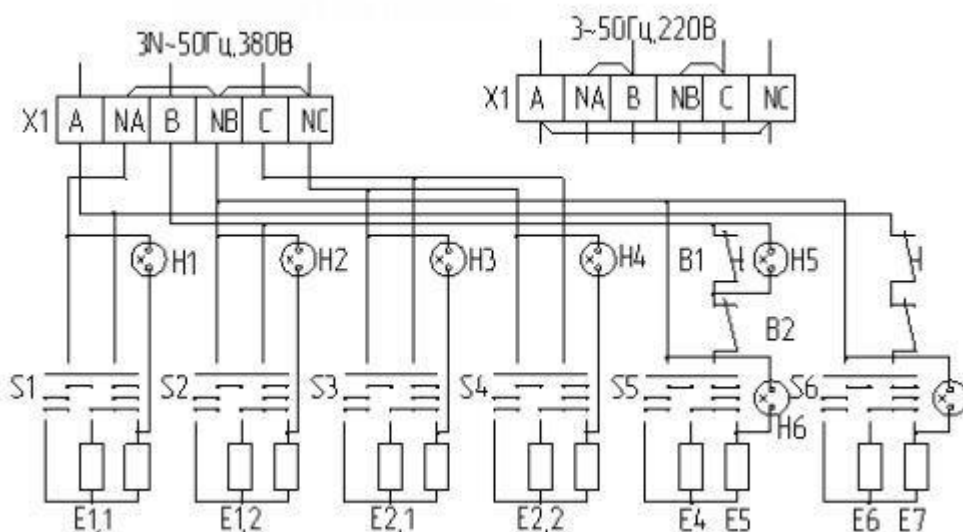 3N~50Гц,380В
3~50Гц,220В
X1 A NA B NB C NC
X1 A NA B NB C NC
H1 H2 H3 H4 B1 H5
B2
S1 S2 S3 S4 S5 S6
H6
E1,1 E1,2 E2,1 E2,2 E4 E5 E6 E7